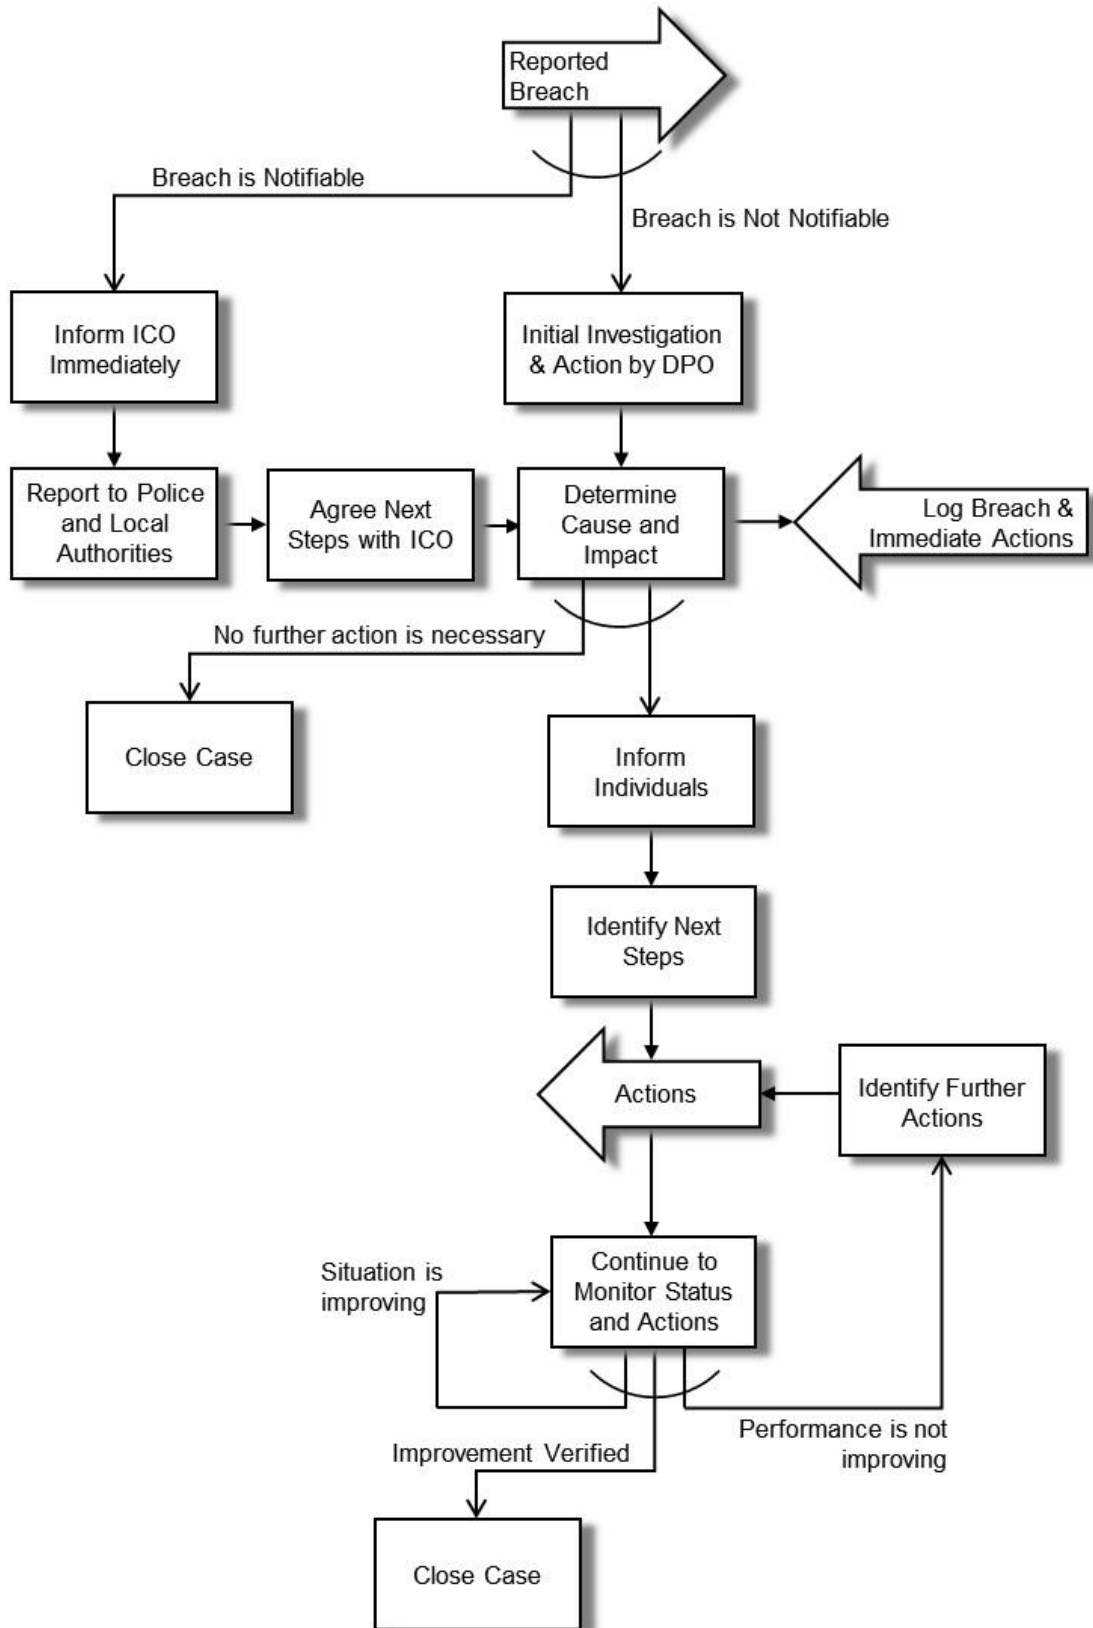 Reported
Breach
Breach is Notifiable
Breach is Not Notifiable
Inform ICO
Immediately
Initial Investigation
& Action by DPO
Report to Police
and Local
Authorities
Agree Next
Steps with ICO
Determine
Cause and
Impact
Log Breach &
Immediate Actions
No further action is necessary
Close Case
Inform
Individuals
Identify Next
Steps
Actions
Identify Further
Actions
Situation is
improving
Continue to
Monitor Status
and Actions
Performance is not
improving
Improvement Verified
Close Case